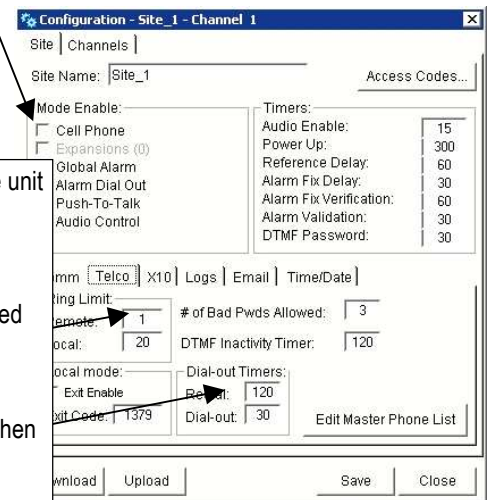 Configuration - Site_1 - Channel 1
Site Channels
Site Name: Site_1 Access Codes...
Mode Enable:
Cell Phone
Expansions (0)
Global Alarm
Alarm Dial Out
Push-To-Talk
Audio Control
Timers:
Audio Enable: 15
Power Up: 300
Reference Delay: 60
Alarm Fix Delay: 30
Alarm Fix Verification: 60
Alarm Validation: 30
DTMF Password: 30
unit
ed
hen
omm Telco X10 Logs Email Time/Date
Ring Limit:
Remote: 1
ocal: 20
# of Bad Pwds Allowed: 3
DTMF Inactivity Timer: 120
ocal mode:
Exit Enable
xit Code: 1379
Dial-out Timers:
120
Dial-out: 30
Edit Master Phone List
wnload Upload Save Close